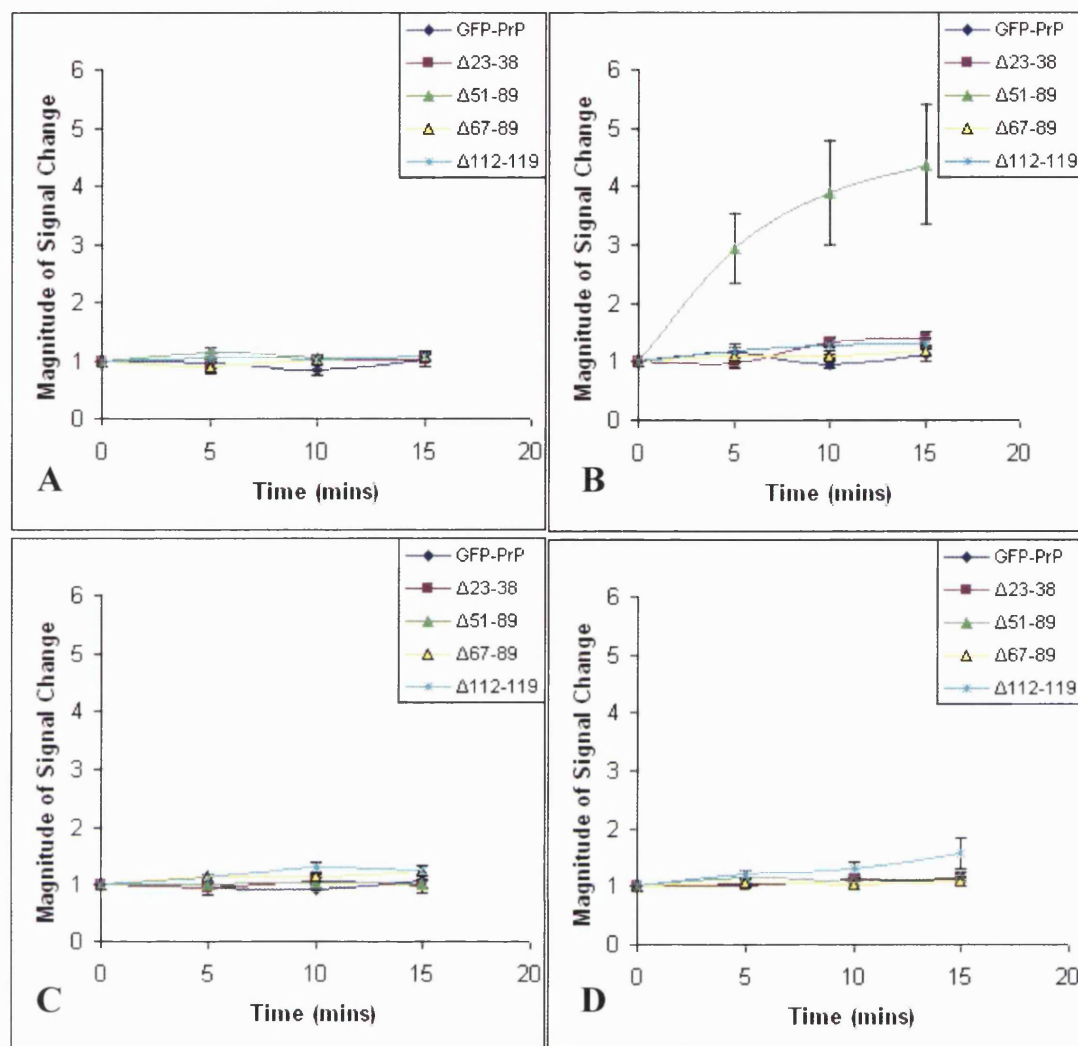 GFP-PrP
Δ23-38
Δ51-89
Δ67-89
Δ112-119
Magnitude of Signal Change
6
5
4
3
2
1
0
0 5 10 15 20
Time (mins)
A
GFP-PrP
Δ23-38
Δ51-89
Δ67-89
Δ112-119
Magnitude of Signal Change
6
5
4
3
2
1
0
0 5 10 15 20
Time (mins)
B
GFP-PrP
Δ23-38
Δ51-89
Δ67-89
Δ112-119
Magnitude of Signal Change
6
5
4
3
2
1
0
0 5 10 15 20
Time (mins)
C
GFP-PrP
Δ23-38
Δ51-89
Δ67-89
Δ112-119
Magnitude of Signal Change
6
5
4
3
2
1
0
0 5 10 15 20
Time (mins)
D